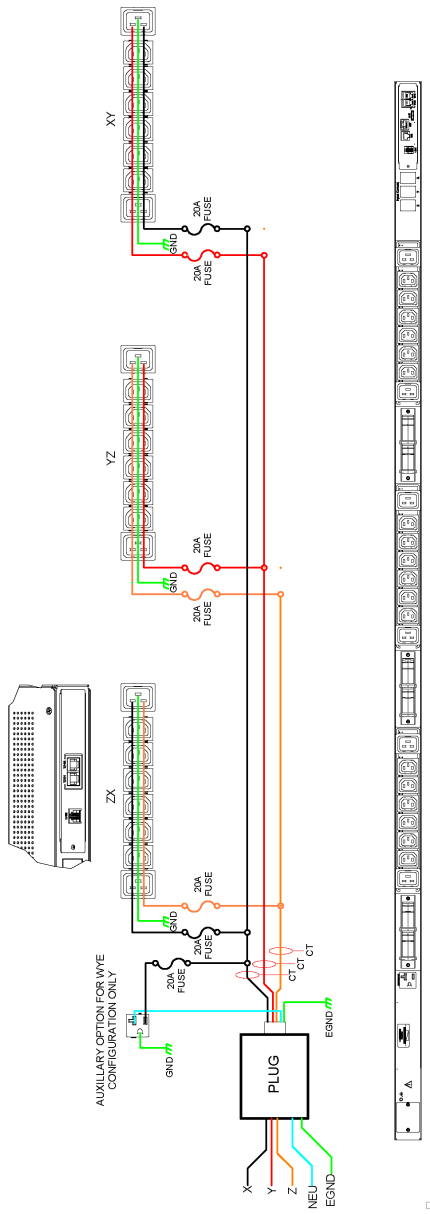 XY
20A
FUSE
GND
20A
FUSE
YZ
20A
FUSE
GND
20A
FUSE
ZX
20A
FUSE
GND
20A
FUSE
20A
FUSE
AUXILLARY OPTION FOR WYE
CONFIGURATION ONLY
GND
CT
CT
CT
EGND
PLUG
X
Y
Z
NEU
EGND